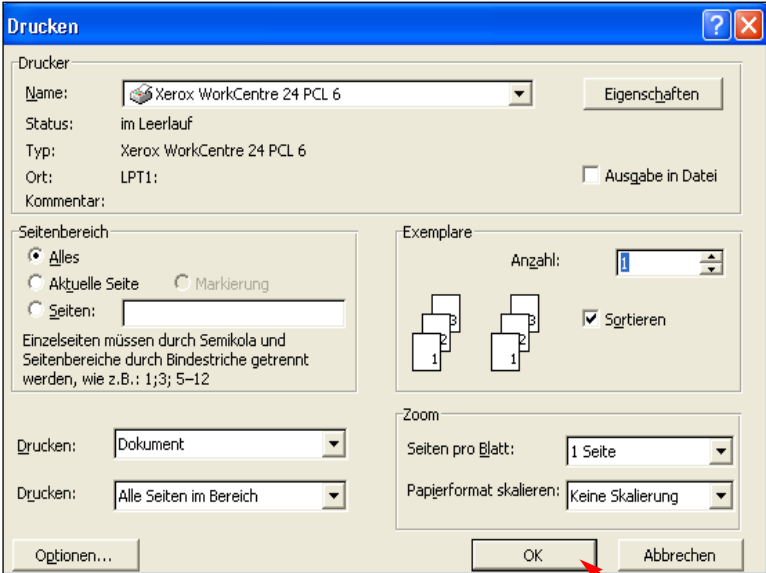 Drucken
Drucker
Name: Xerox WorkCentre 24 PCL 6 Eigenschaften
Status: im Leerlauf
Typ: Xerox WorkCentre 24 PCL 6
Ort: LPT1: Ausgabe in Datei
Kommentar:
Seitenbereich
Alles
Aktuelle Seite Markierung
Seiten:
Einzelseiten müssen durch Semikola und
Seitenbereiche durch Bindestriche getrennt
werden, wie z.B.: 1;3; 5–12
Exemplare
Anzahl: 1
3 3
2 2
1 1
Sortieren
Drucken: Dokument
Drucken: Alle Seiten im Bereich
Zoom
Seiten pro Blatt: 1 Seite
Papierformat skalieren: Keine Skalierung
Optionen... OK Abbrechen